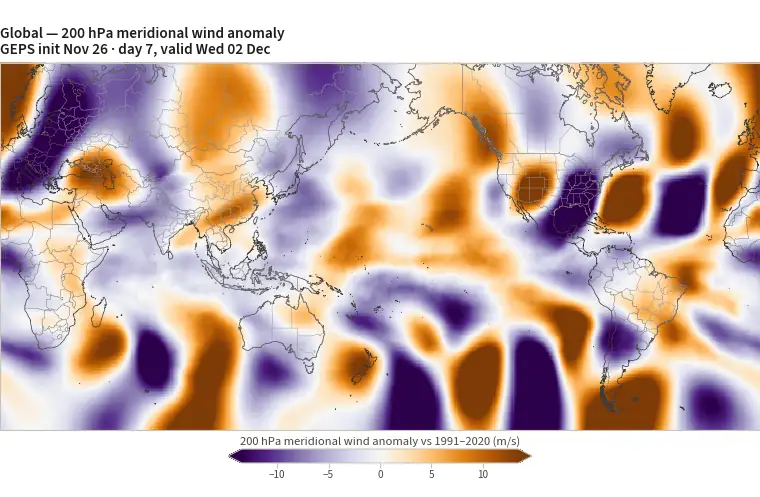 Global — 200 hPa meridional wind anomaly
GEPS init Nov 26 · day 7, valid Wed 02 Dec
200 hPa meridional wind anomaly vs 1991–2020 (m/s)
−10 −5 0 5 10